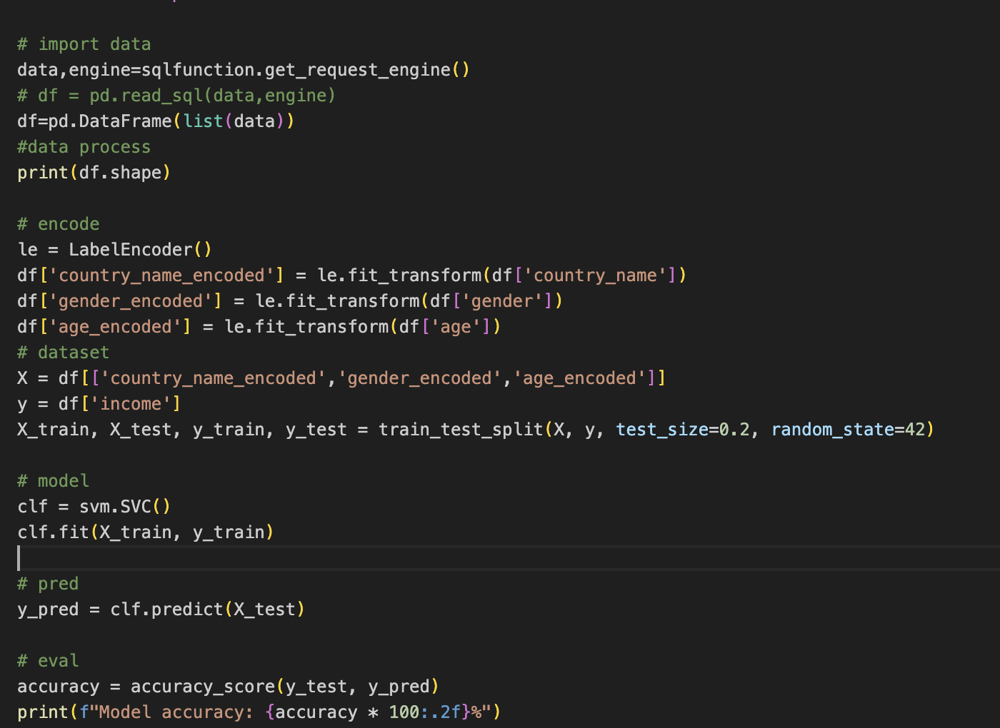 # import data
data,engine=sqlfunction.get_request_engine()
# df = pd.read_sql(data,engine)
df=pd.DataFrame(list(data))
#data process
print(df.shape)
# encode
le = LabelEncoder()
df['country_name_encoded'] = le.fit_transform(df['country_name'])
df['gender_encoded'] = le.fit_transform(df['gender'])
df['age_encoded'] = le.fit_transform(df['age'])
# dataset
X = df[['country_name_encoded','gender_encoded','age_encoded']]
y = df['income']
X_train, X_test, y_train, y_test = train_test_split(X, y, test_size=0.2, random_state=42)
# model
clf = svm.SVC()
clf.fit(X_train, y_train)
# pred
y_pred = clf.predict(X_test)
# eval
accuracy = accuracy_score(y_test, y_pred)
print(f"Model accuracy: {accuracy * 100:.2f}%")